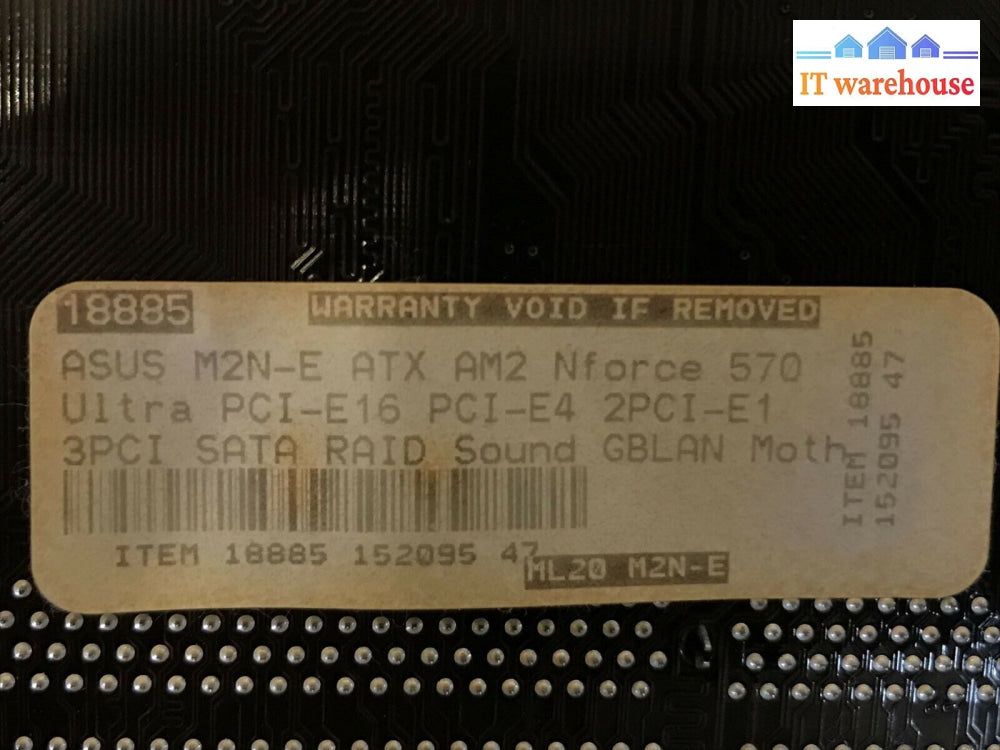 IT warehouse
18885
WARRANTY VOID IF REMOVED
ASUS M2N-E ATX AM2 Nforce 570
Ultra PCI-E16 PCI-E4 2PCI-E1
3PCI SATA RAID Sound GBLAN Moth
ITEM 18885 152095 47
ML20 M2N-E
ITEM 18885
152095 47